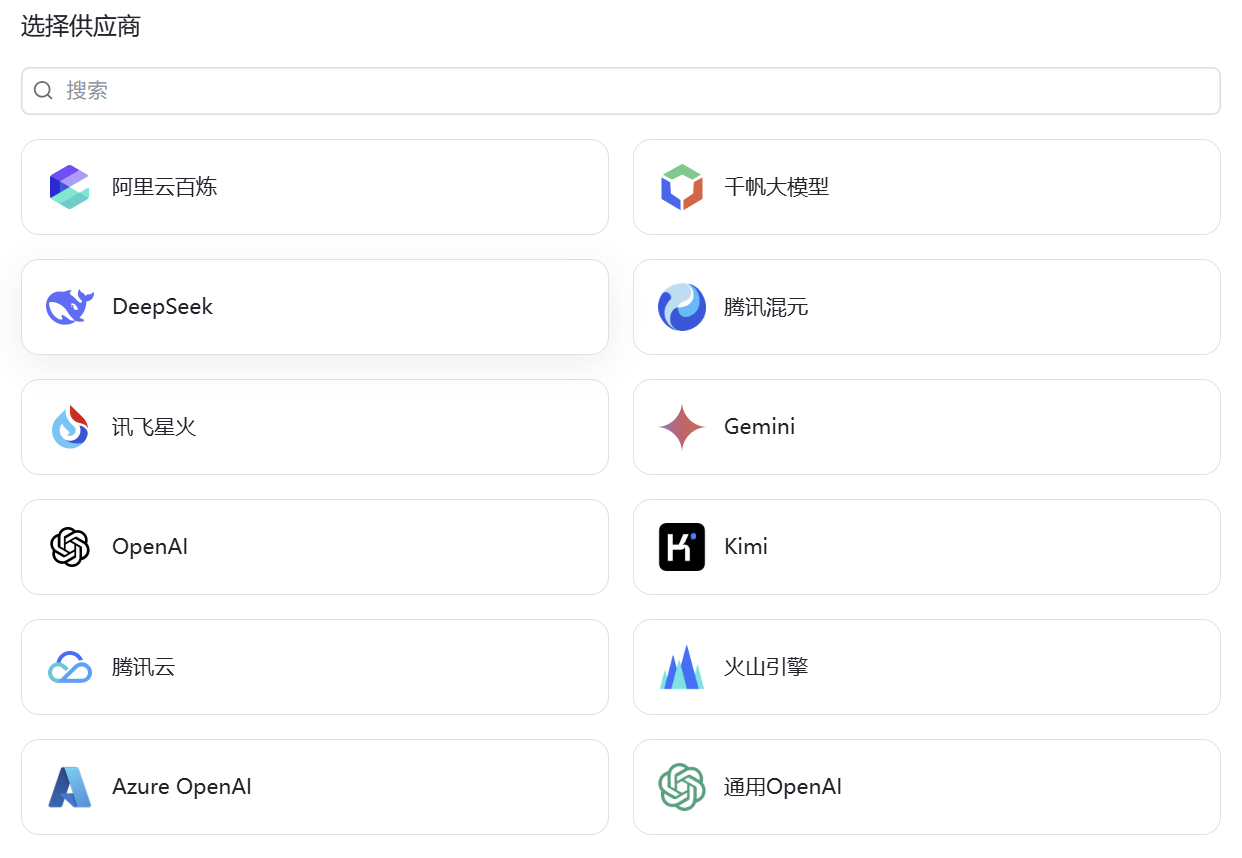 选择供应商
搜索
阿里云百炼
千帆大模型
DeepSeek
腾讯混元
讯飞星火
Gemini
OpenAI
Kimi
腾讯云
火山引擎
Azure OpenAI
通用OpenAI